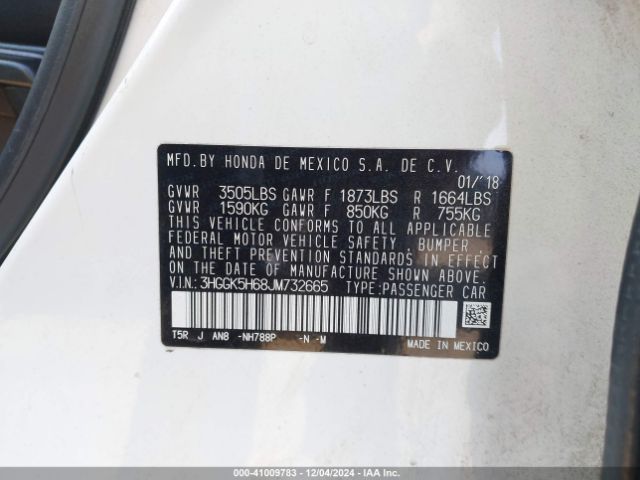 MFD. BY HONDA DE MEXICO S.A. DE C.V.
01/'18
GVWR 3505LBS GAWR F 1873LBS R 1664LBS
GVWR 1590KG GAWR F 850KG R 755KG
THIS VEHICLE CONFORMS TO ALL APPLICABLE
FEDERAL MOTOR VEHICLE SAFETY, BUMPER,
AND THEFT PREVENTION STANDARDS IN EFFECT
ON THE DATE OF MANUFACTURE SHOWN ABOVE.
V.I.N.:3HGGK5H68JM732665 TYPE:PASSENGER CAR
T5R J AN8 -NH788P -N -M
MADE IN MEXICO
000-41009783 - 12/04/2024 - IAA Inc.